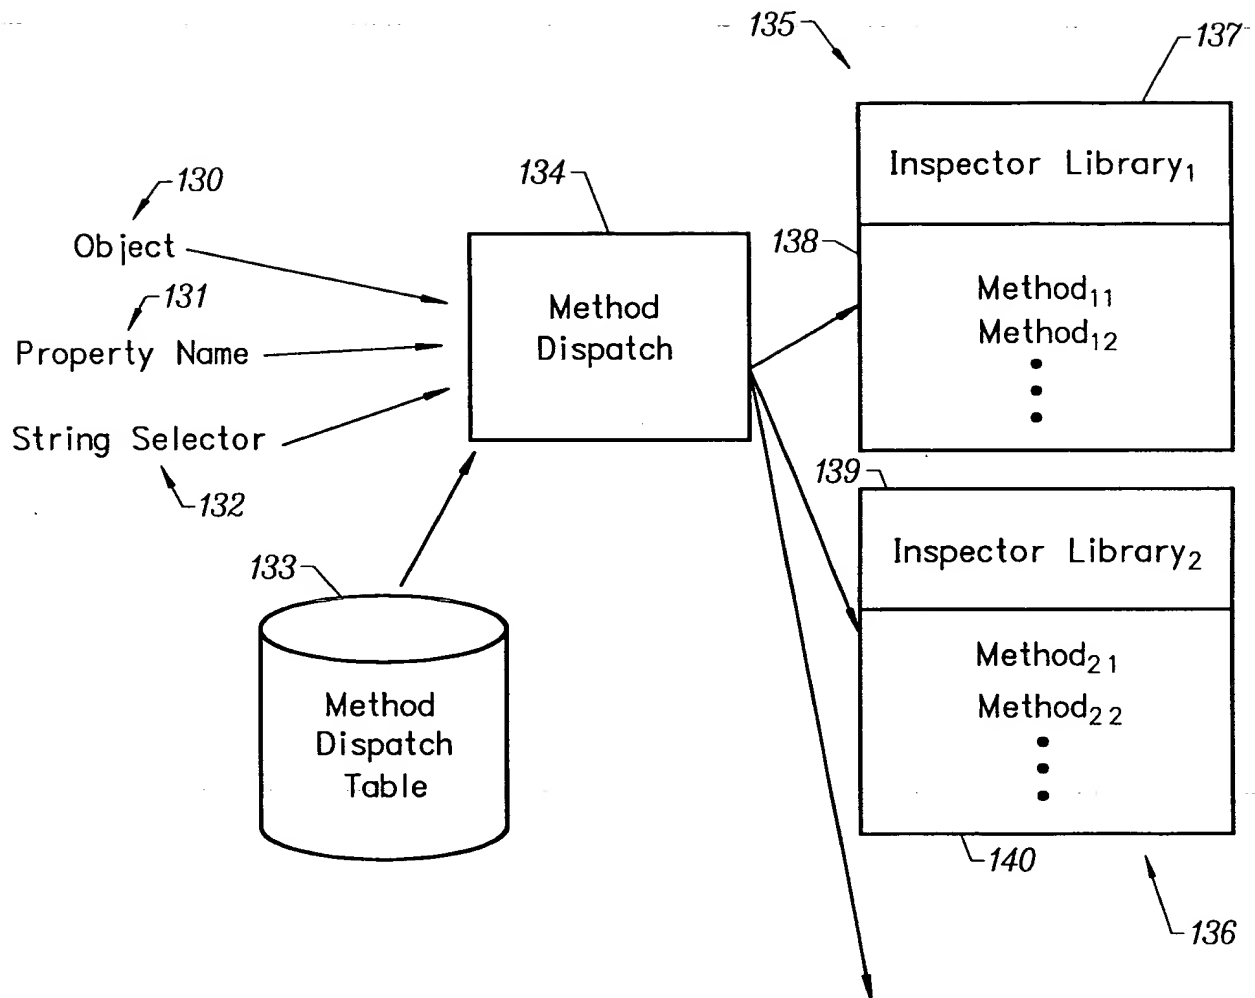 135
137
Inspector Library₁
130
Object
134
138
131
Method
Dispatch
Method₁₁
Method₁₂
Property Name
String Selector
132
139
Inspector Library₂
133
Method
Dispatch
Table
Method₂₁
Method₂₂
140
136